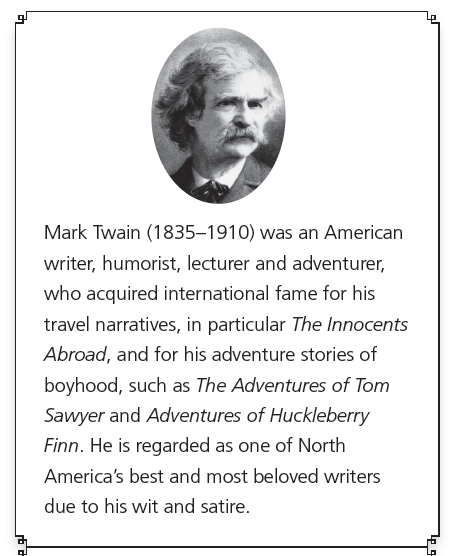 Mark Twain (1835–1910) was an American
writer, humorist, lecturer and adventurer,
who acquired international fame for his
travel narratives, in particular The Innocents
Abroad, and for his adventure stories of
boyhood, such as The Adventures of Tom
Sawyer and Adventures of Huckleberry
Finn. He is regarded as one of North
America’s best and most beloved writers
due to his wit and satire.